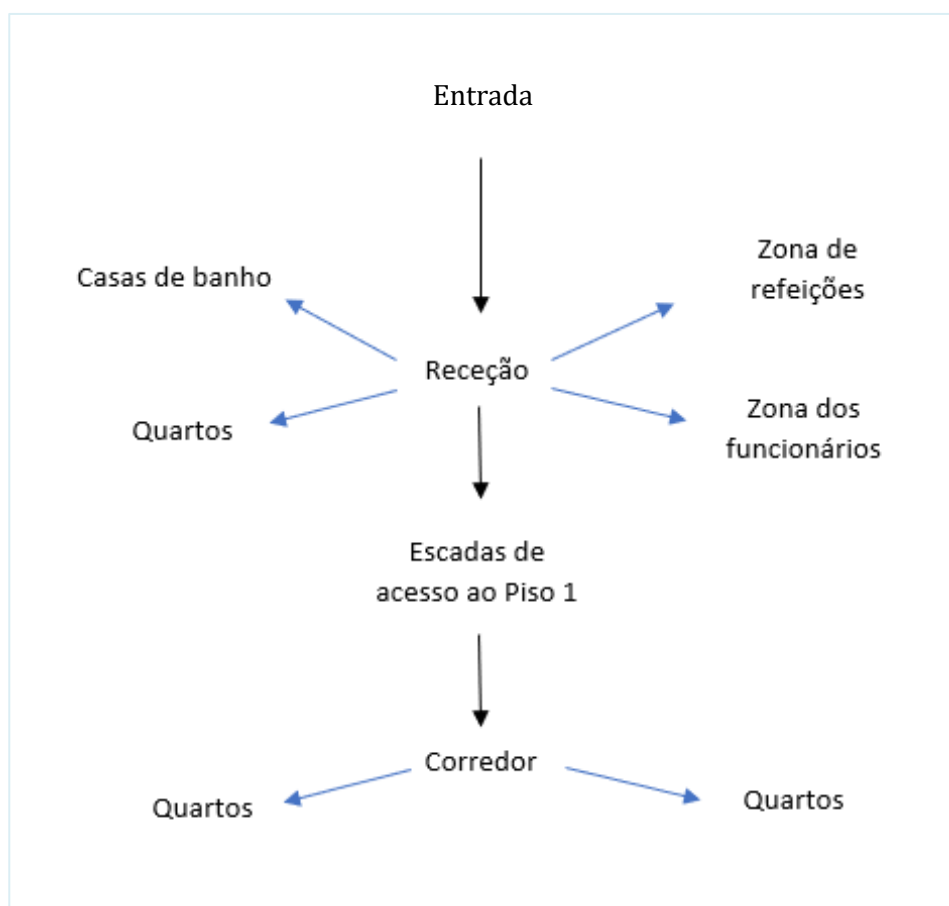 Entrada
Casas de banho
Zona de
refeições
Receção
Quartos
Zona dos
funcionários
Escadas de
acesso ao Piso 1
Corredor
Quartos
Quartos